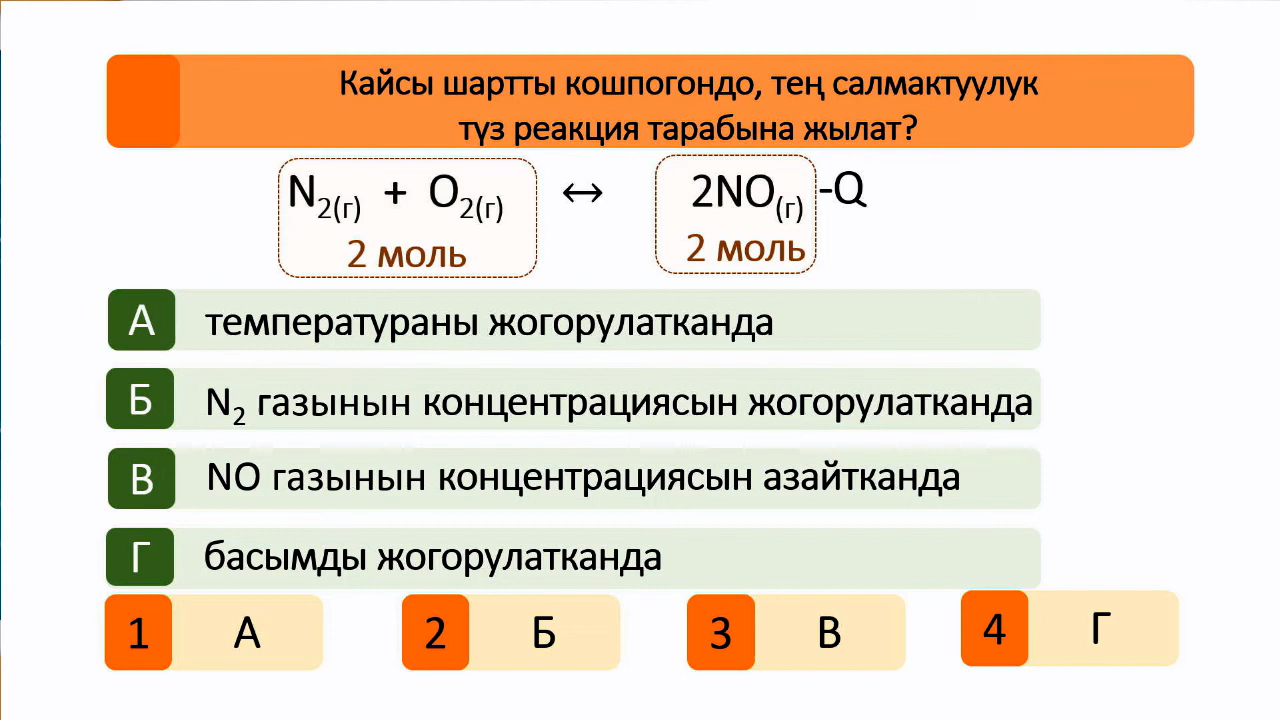 Кайсы шартты кошпогондо, тең салмактуулук
түз реакция тарабына жылат?
N₂(г) + O₂(г) ↔ 2NO(г) -Q
2 моль 2 моль
А температураны жогорулатканда
Б N₂ газынын концентрациясын жогорулатканда
В NO газынын концентрациясын азайтканда
Г басымды жогорулатканда
1 А 2 Б 3 В 4 Г